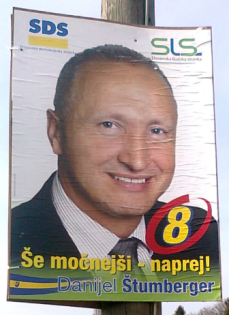 SDS
SLS
Slovenska ljudska stranka
8
Še močnejši - naprej!
Danijel Štumberger